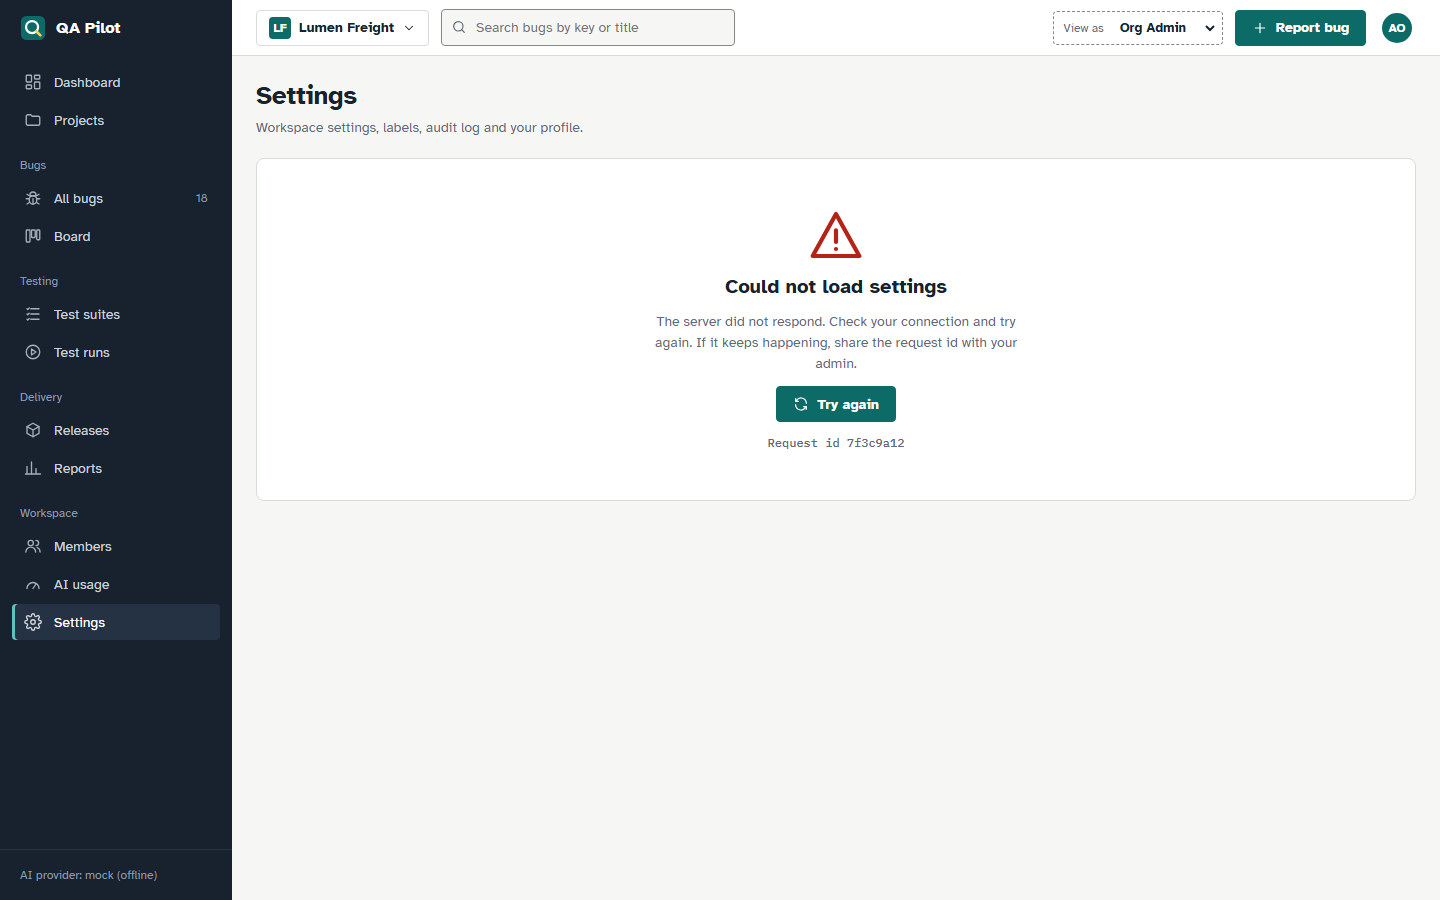 QA Pilot
Dashboard
Projects
Bugs
All bugs 18
Board
Testing
Test suites
Test runs
Delivery
Releases
Reports
Workspace
Members
AI usage
Settings
AI provider: mock (offline)
LF Lumen Freight
Search bugs by key or title
View as Org Admin
Report bug
AO
Settings
Workspace settings, labels, audit log and your profile.
Could not load settings
The server did not respond. Check your connection and try
again. If it keeps happening, share the request id with your
admin.
Try again
Request id 7f3c9a12